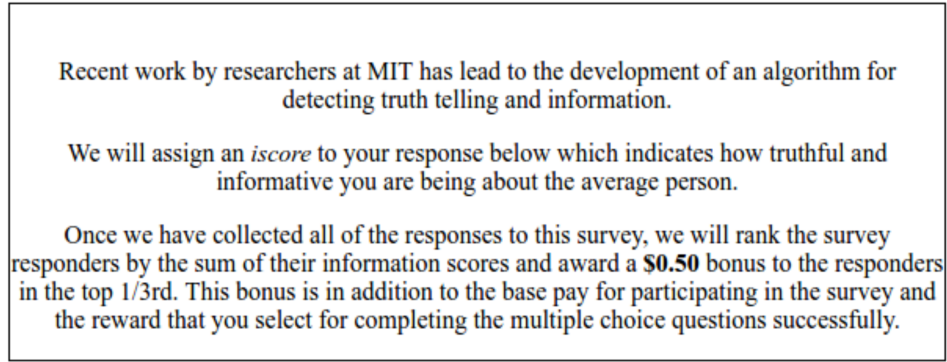 Recent work by researchers at MIT has lead to the development of an algorithm for
detecting truth telling and information.
We will assign an iscore to your response below which indicates how truthful and
informative you are being about the average person.
Once we have collected all of the responses to this survey, we will rank the survey
responders by the sum of their information scores and award a $0.50 bonus to the responders
in the top 1/3rd. This bonus is in addition to the base pay for participating in the survey and
the reward that you select for completing the multiple choice questions successfully.